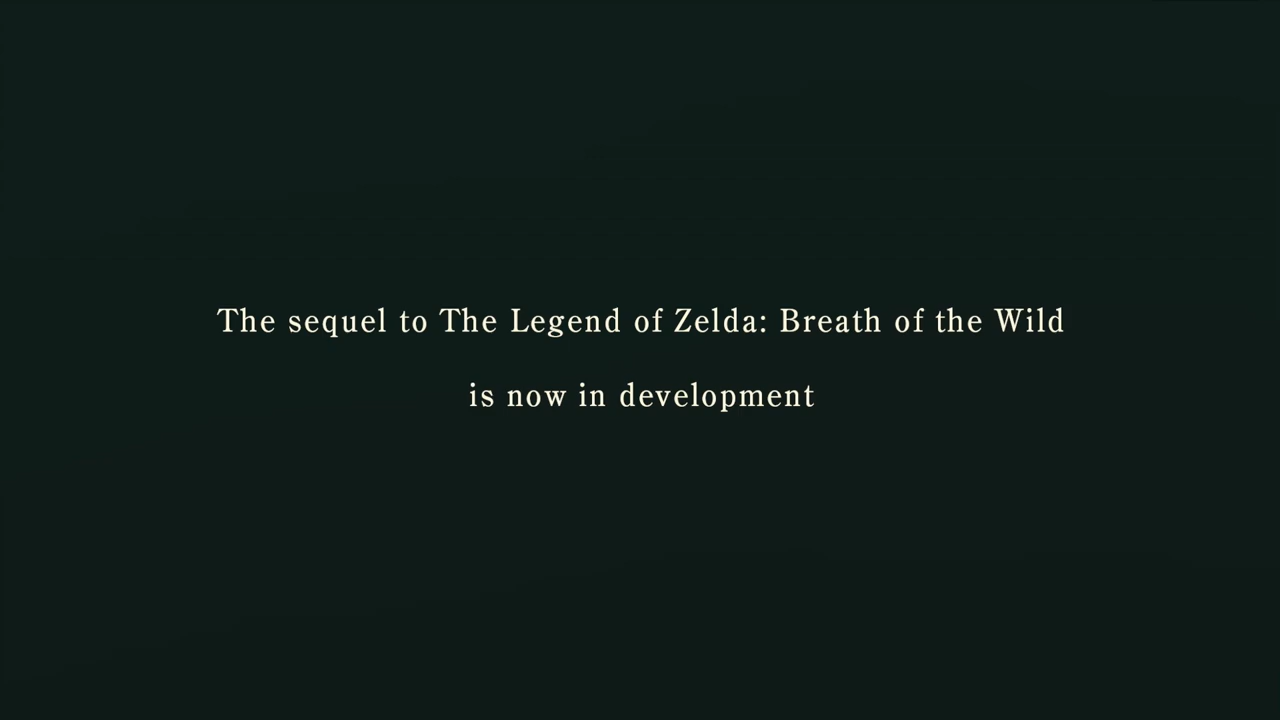 The sequel to The Legend of Zelda: Breath of the Wild
is now in development